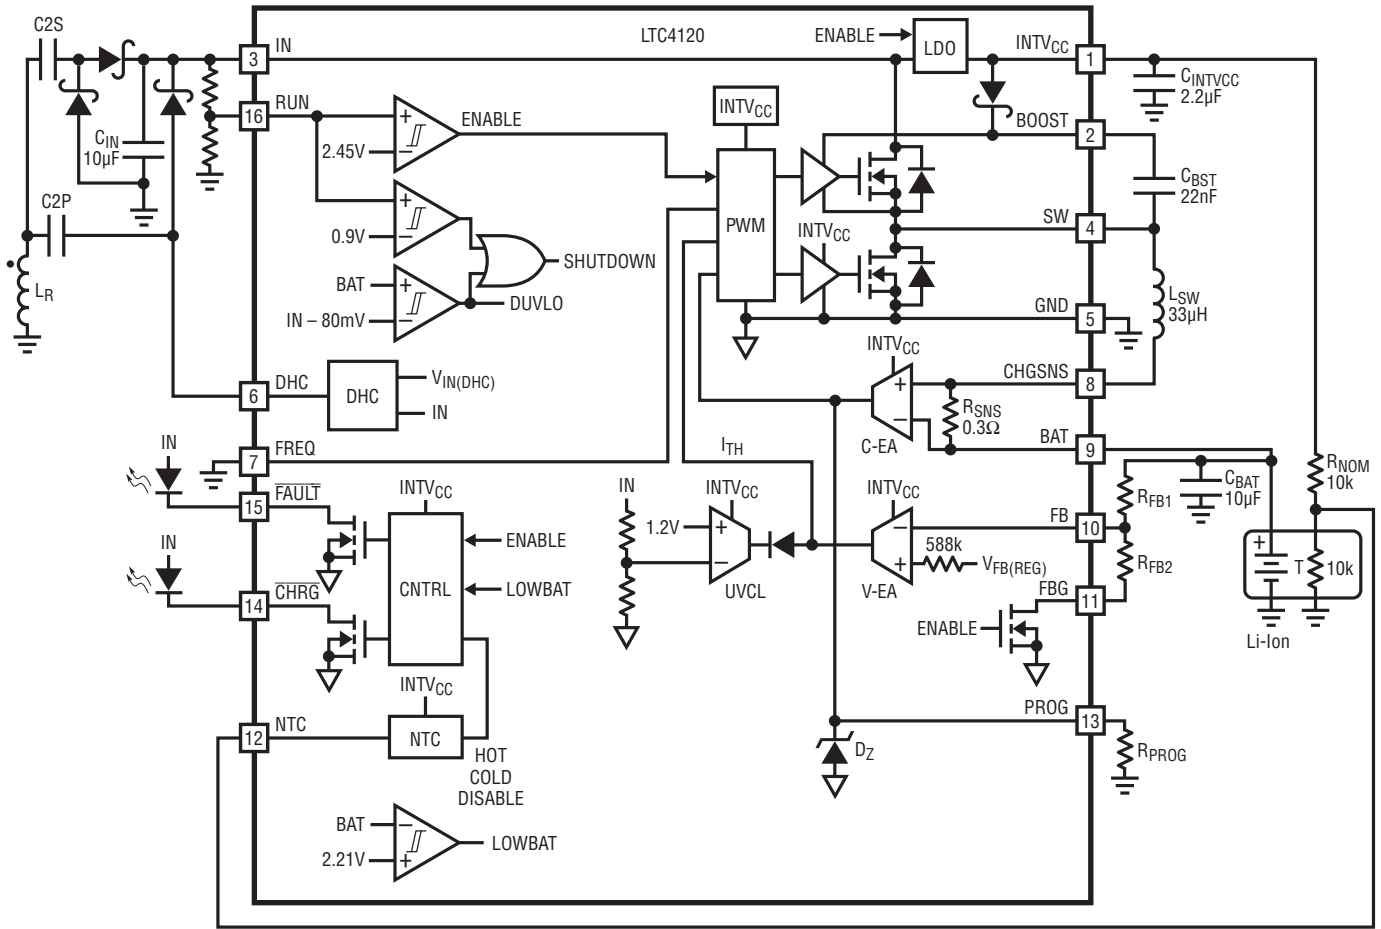 C2S
IN
3
LTC4120
ENABLE
LDO
INTVCC
1
CINTVCC
2.2µF
RUN
16
ENABLE
INTVCC
BOOST
2
CIN
10µF
2.45V
+
−
PWM
CBST
22nF
C2P
+
0.9V
−
INTVCC
SW
4
SHUTDOWN
LR
BAT
+
DUVLO
IN – 80mV
−
GND
5
LSW
33µH
INTVCC
DHC
6
DHC
VIN(DHC)
IN
CHGSNS
8
+
−
RSNS
0.3Ω
C-EA
BAT
9
IN
FREQ
7
ITH
RNOM
10k
FAULT
15
INTVCC
IN
INTVCC
INTVCC
RFB1
CBAT
10µF
1.2V
+
−
−
+
FB
10
IN
ENABLE
588k
VFB(REG)
RFB2
+
T
10k
CNTRL
LOWBAT
UVCL
V-EA
FBG
11
CHRG
14
ENABLE
Li-Ion
INTVCC
PROG
13
NTC
12
NTC
DZ
RPROG
HOT
COLD
DISABLE
BAT
−
LOWBAT
2.21V
+